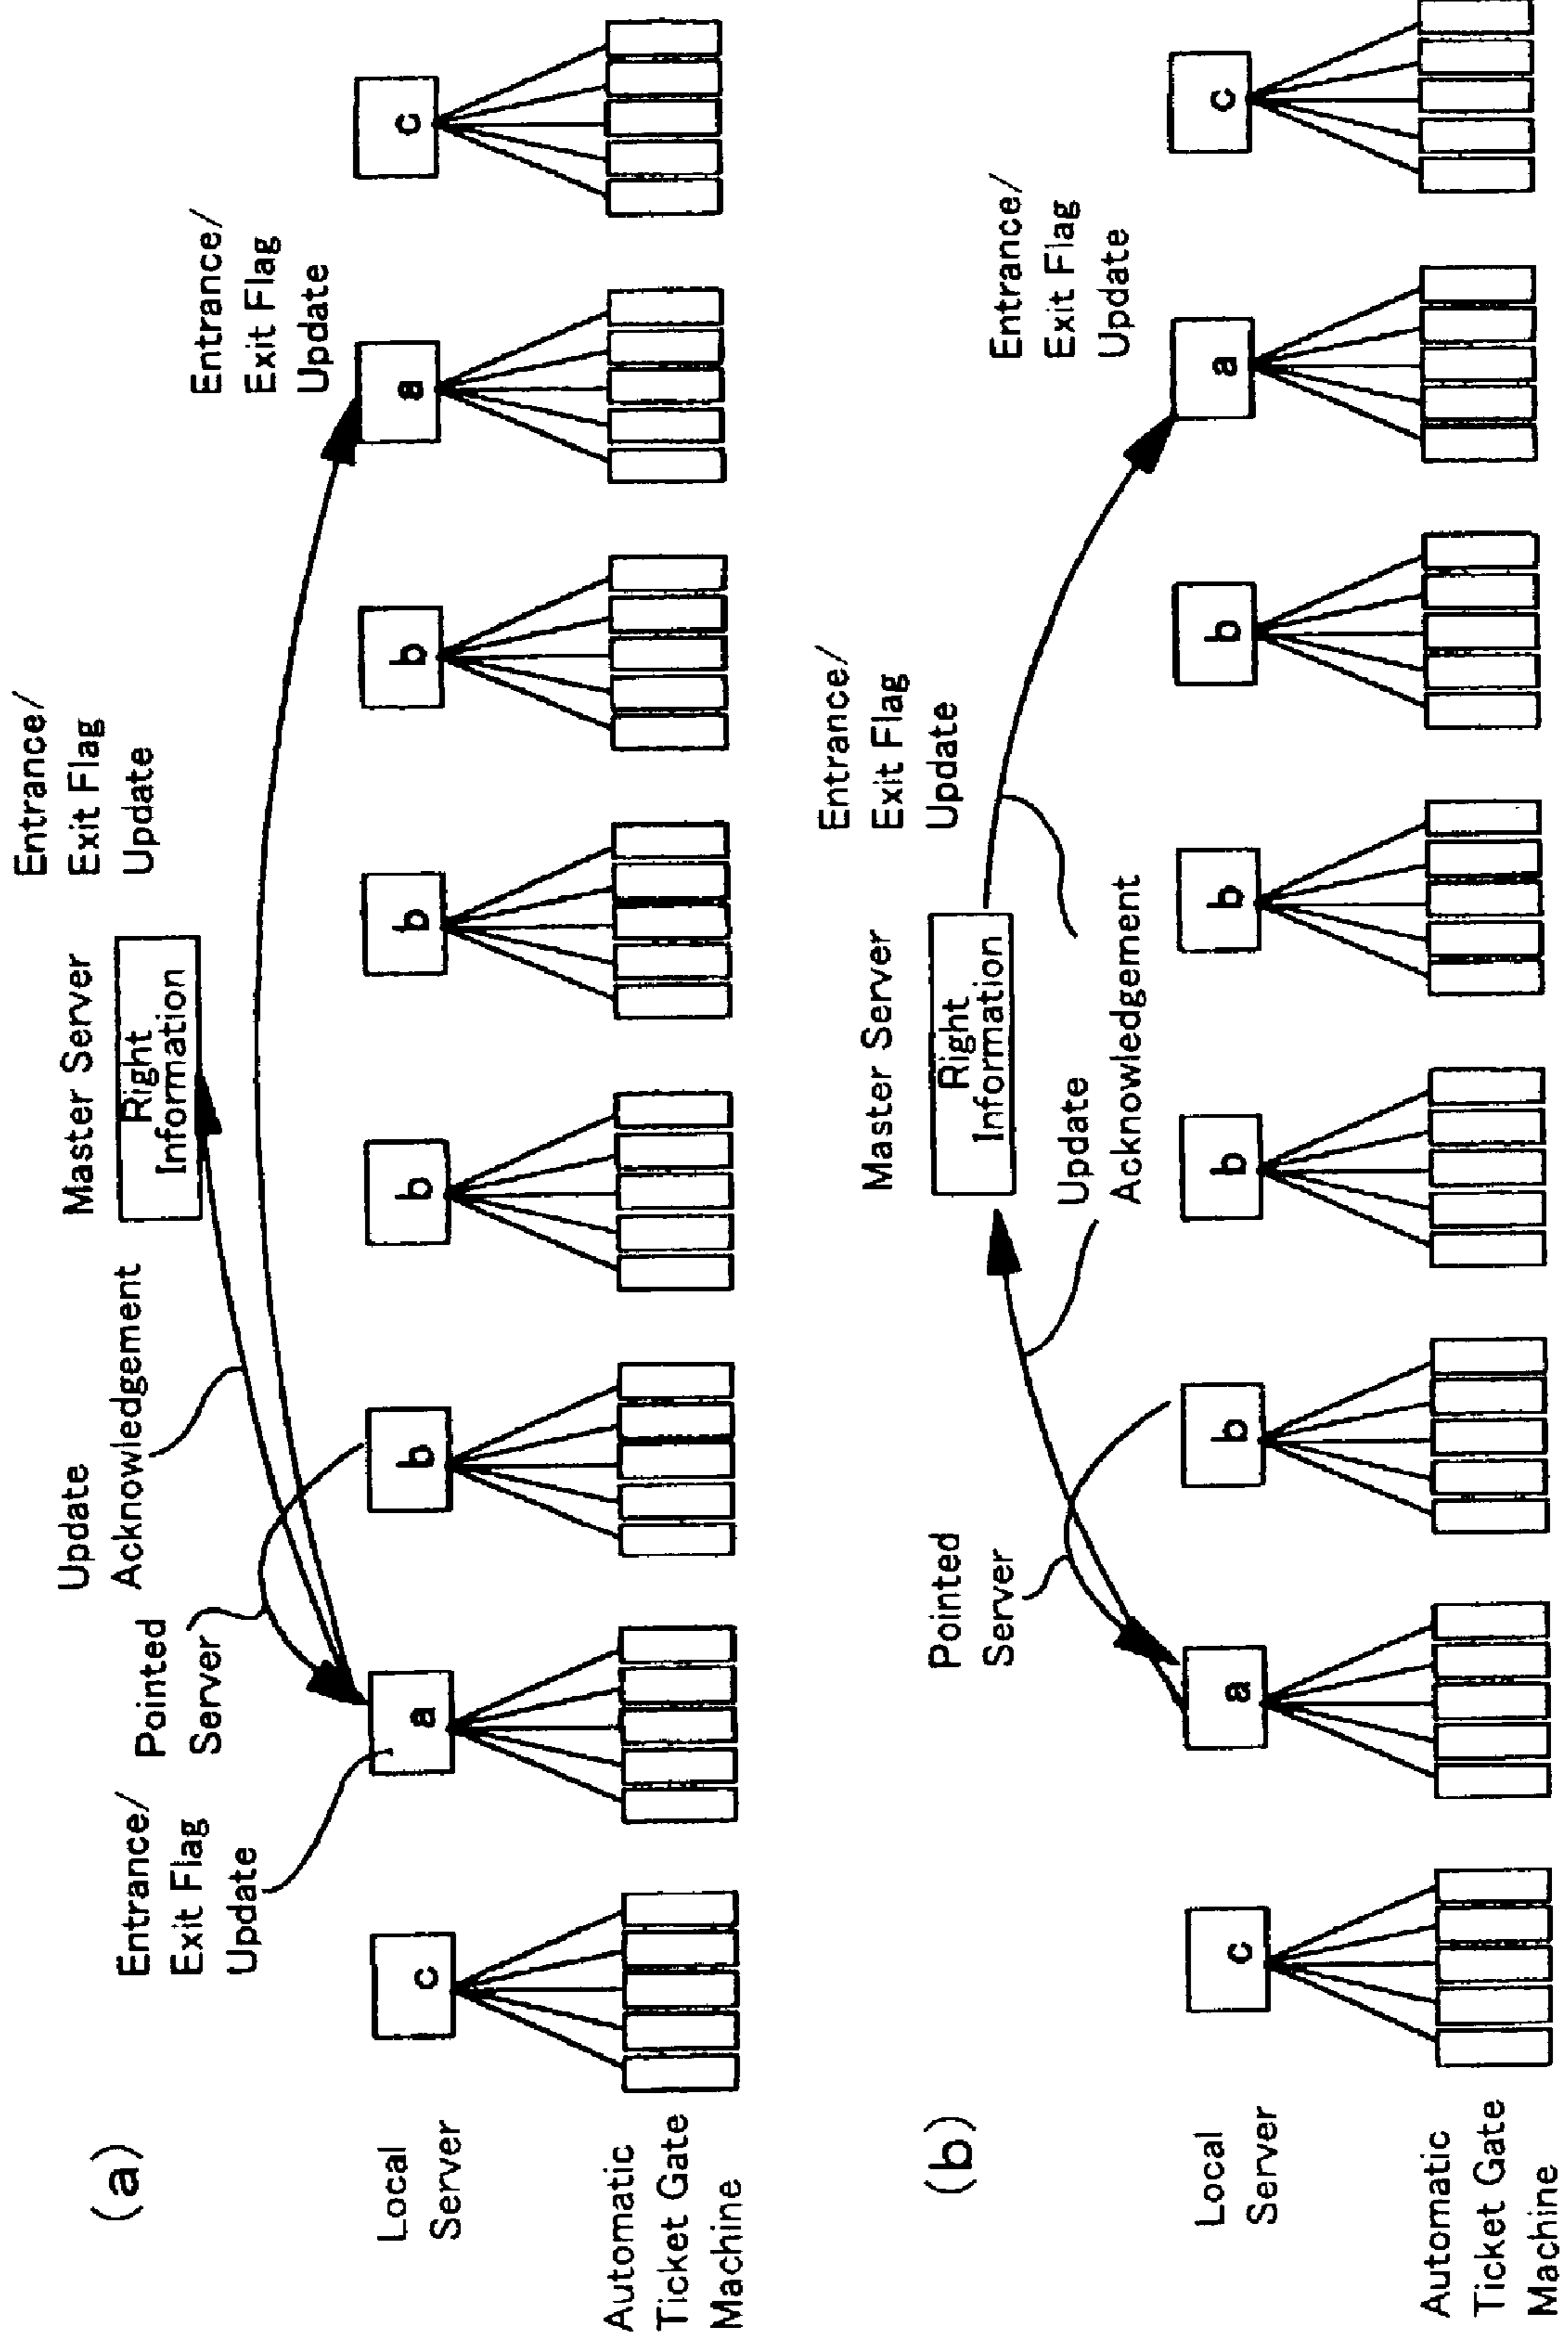 (a)
Entrance/
Exit Flag
Update
Master Server
Right
Information
Update
Acknowledgement
Entrance/
Exit Flag
Update
Pointed
Server
Entrance/
Exit Flag
Update
Local
Server
c
a
b
b
b
b
a
c
Automatic
Ticket Gate
Machine
(b)
Master Server
Right
Information
Entrance/
Exit Flag
Update
Entrance/
Exit Flag
Update
Pointed
Server
Update
Acknowledgement
Local
Server
c
a
b
b
b
b
a
c
Automatic
Ticket Gate
Machine